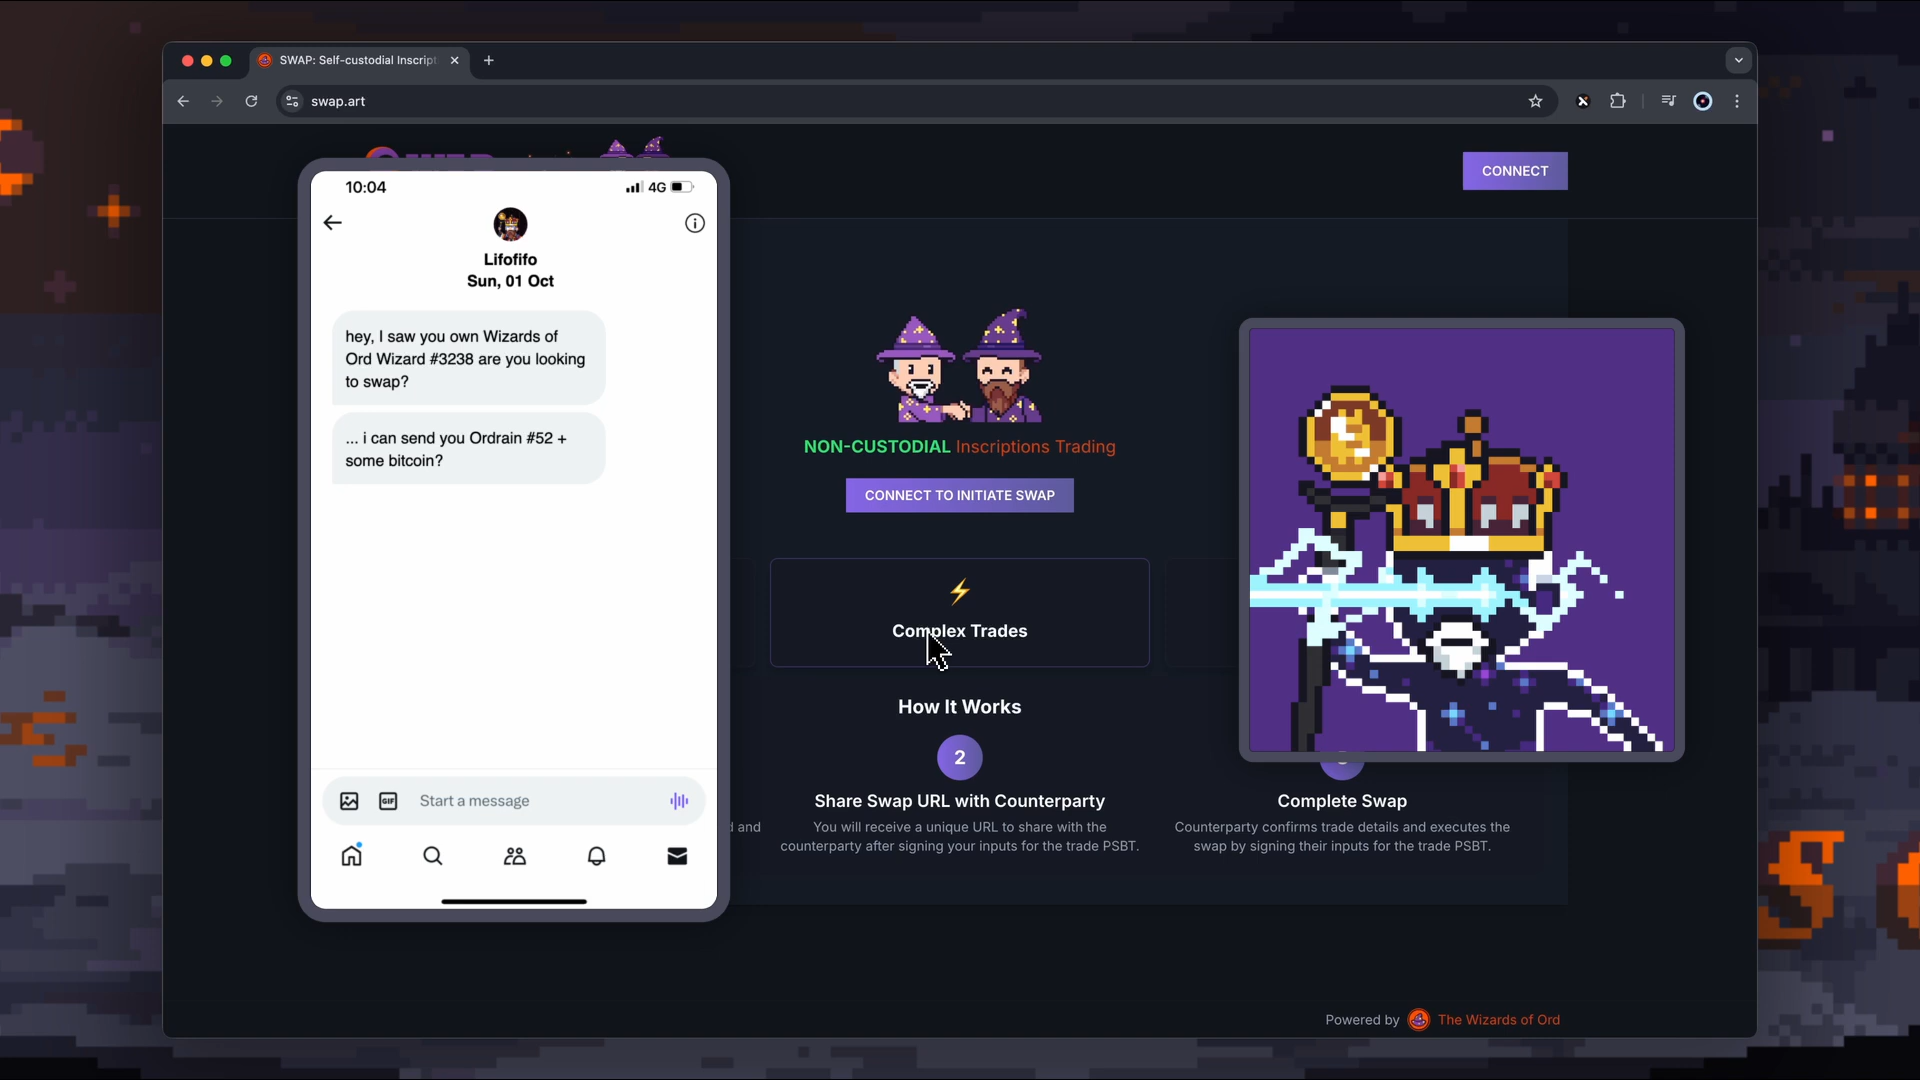 SWAP: Self-custodial Inscript
swap.art
CONNECT
10:04
4G
Lifofifo
Sun, 01 Oct
hey, I saw you own Wizards of
Ord Wizard #3238 are you looking
to swap?
... i can send you Ordrain #52 +
some bitcoin?
GIF
Start a message
NON-CUSTODIAL Inscriptions Trading
CONNECT TO INITIATE SWAP
Complex Trades
How It Works
2
Share Swap URL with Counterparty
You will receive a unique URL to share with the
counterparty after signing your inputs for the trade PSBT.
Complete Swap
Counterparty confirms trade details and executes the
swap by signing their inputs for the trade PSBT.
d and
Powered by The Wizards of Ord